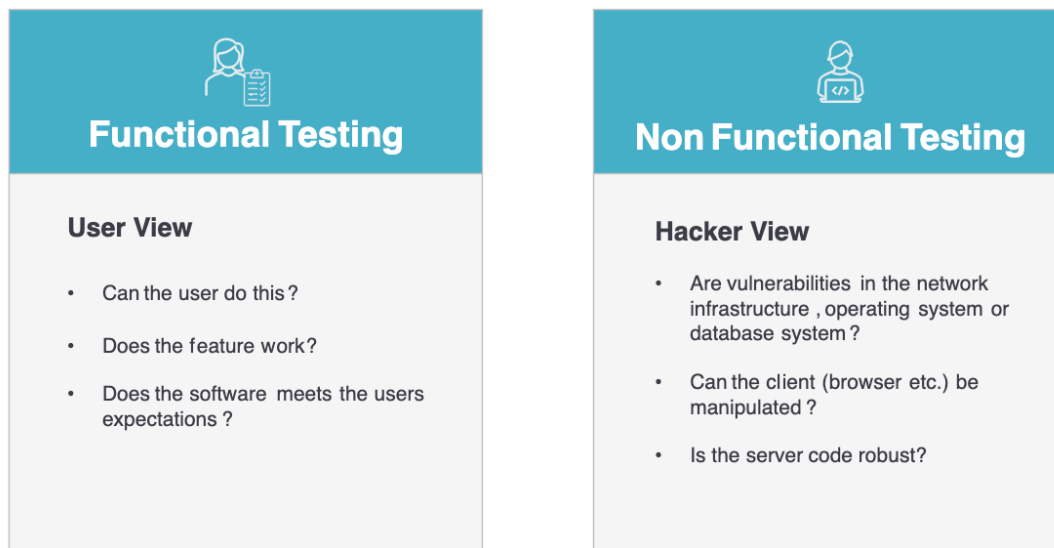 Functional Testing
User View
• Can the user do this?
• Does the feature work?
• Does the software meets the users
expectations ?
Non Functional Testing
</>
Hacker View
• Are vulnerabilities in the network
infrastructure , operating system or
database system ?
• Can the client (browser etc.) be
manipulated ?
• Is the server code robust?